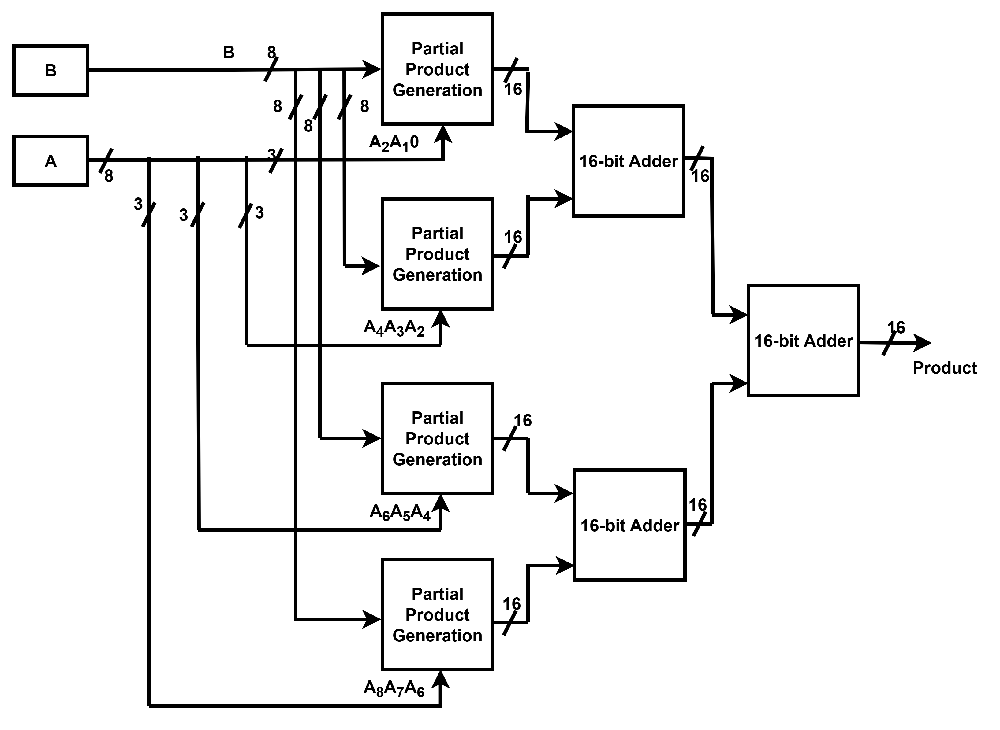 B
B
8
Partial
Product
Generation
16
8
8
8
A
8
3
A₂A₁0
16-bit Adder
16
3
3
3
Partial
Product
Generation
16
A₄A₃A₂
16-bit Adder
16
Product
Partial
Product
Generation
16
A₆A₅A₄
16-bit Adder
16
Partial
Product
Generation
16
A₈A₇A₆